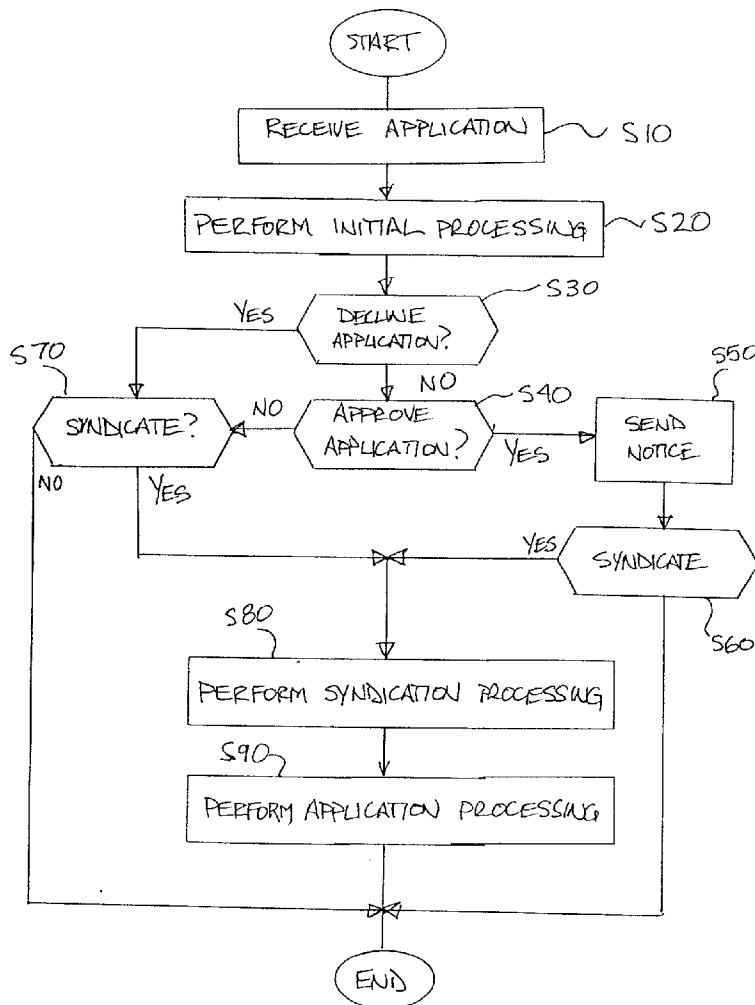 START
RECEIVE APPLICATION
S10
PERFORM INITIAL PROCESSING
S20
S30
YES
DECLINE
APPLICATION?
S70
NO
S40
S50
SYNDICATE?
NO
APPROVE
APPLICATION?
YES
SEND
NOTICE
NO
YES
YES
SYNDICATE
S60
S80
PERFORM SYNDICATION PROCESSING
S90
PERFORM APPLICATION PROCESSING
END